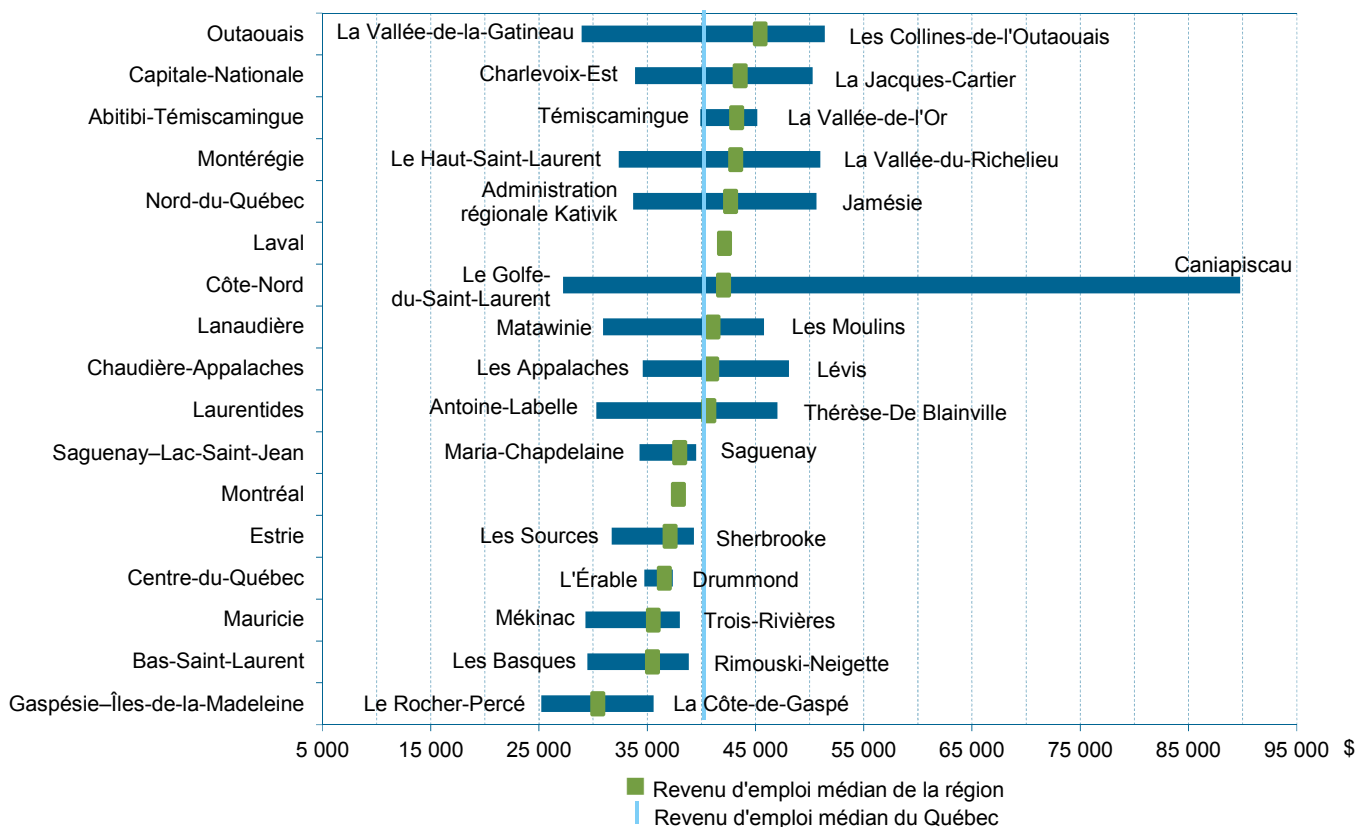 Outaouais
La Vallée-de-la-Gatineau
Les Collines-de-l'Outaouais
Capitale-Nationale
Charlevoix-Est
La Jacques-Cartier
Abitibi-Témiscamingue
Témiscamingue
La Vallée-de-l'Or
Montérégie
Le Haut-Saint-Laurent
La Vallée-du-Richelieu
Nord-du-Québec
Administration
régionale Kativik
Jamésie
Laval
Côte-Nord
Le Golfe-
du-Saint-Laurent
Caniapiscau
Lanaudière
Matawinie
Les Moulins
Chaudière-Appalaches
Les Appalaches
Lévis
Laurentides
Antoine-Labelle
Thérèse-De Blainville
Saguenay–Lac-Saint-Jean
Maria-Chapdelaine
Saguenay
Montréal
Estrie
Les Sources
Sherbrooke
Centre-du-Québec
L'Érable
Drummond
Mauricie
Mékinac
Trois-Rivières
Bas-Saint-Laurent
Les Basques
Rimouski-Neigette
Gaspésie–Îles-de-la-Madeleine
Le Rocher-Percé
La Côte-de-Gaspé
5 000 15 000 25 000 35 000 45 000 55 000 65 000 75 000 85 000 95 000 $
Revenu d'emploi médian de la région
Revenu d'emploi médian du Québec